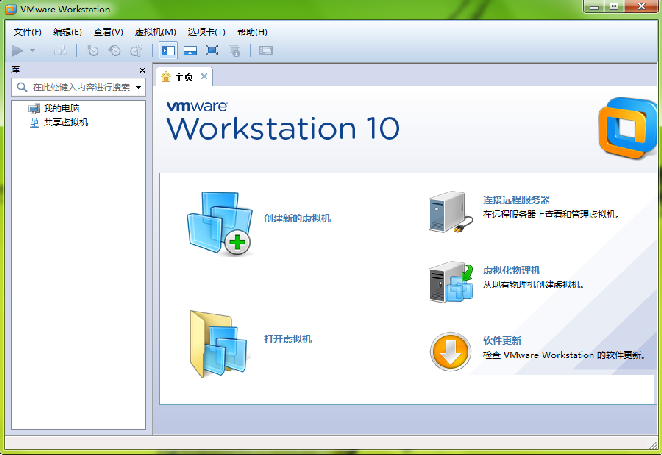 VMware Workstation
文件(F) 编辑(E) 查看(V) 虚拟机(M) 选项卡(T) 帮助(H)
库
在此处键入内容进行搜索
我的电脑
共享虚拟机
主页
vmware
Workstation 10
创建新的虚拟机
打开虚拟机
连接远程服务器
在远程服务器上查看和管理虚拟机。
虚拟化物理机
从现有物理机创建虚拟机。
软件更新
检查 VMware Workstation 的软件更新。